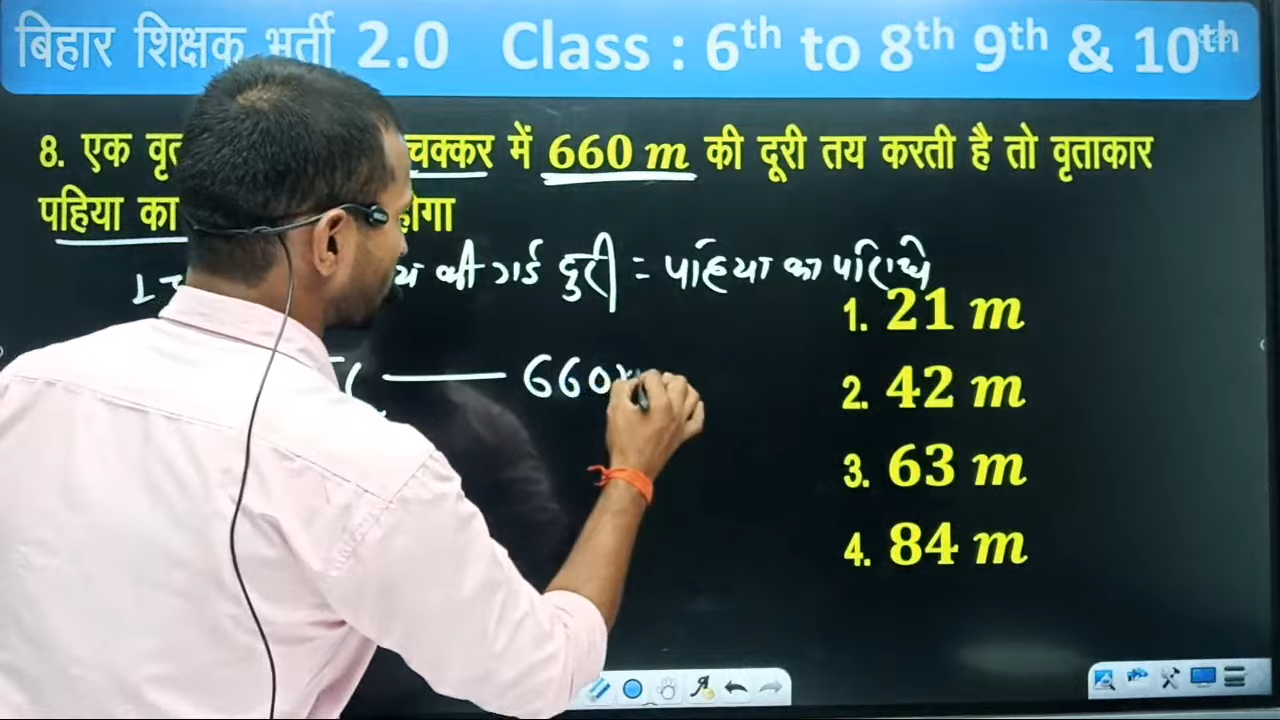 बिहार शिक्षक भर्ती 2.0 Class : 6th to 8th 9th & 10th
8. एक चक्कर में 660 m की दूरी तय करती है तो वृताकार
पहिया का होगा
की गई दुरी = पहिया का परिधि
660
1. 21 m
2. 42 m
3. 63 m
4. 84 m